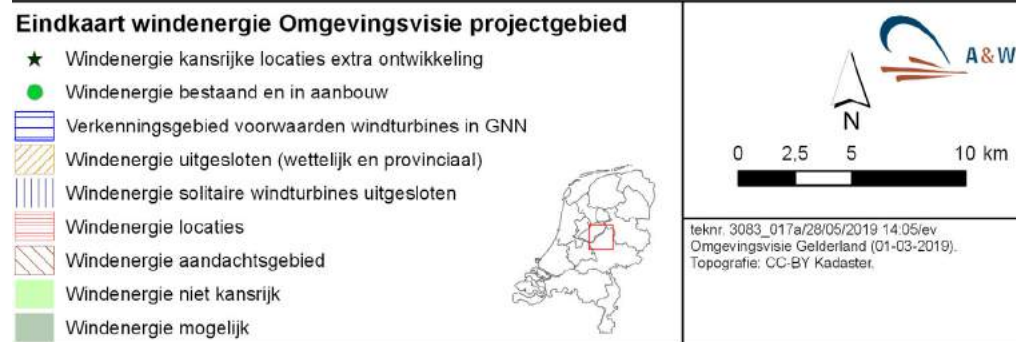 Eindkaart windenergie Omgevingsvisie projectgebied
Windenergie kansrijke locaties extra ontwikkeling
Windenergie bestaand en in aanbouw
Verkenningsgebied voorwaarden windturbines in GNN
Windenergie uitgesloten (wettelijk en provinciaal)
Windenergie solitaire windturbines uitgesloten
Windenergie locaties
Windenergie aandachtsgebied
Windenergie niet kansrijk
Windenergie mogelijk
A&W
N
0 2,5 5 10 km
teknr. 3083_017a/28/05/2019 14:05/ev
Omgevingsvisie Gelderland (01-03-2019).
Topografie: CC-BY Kadaster.